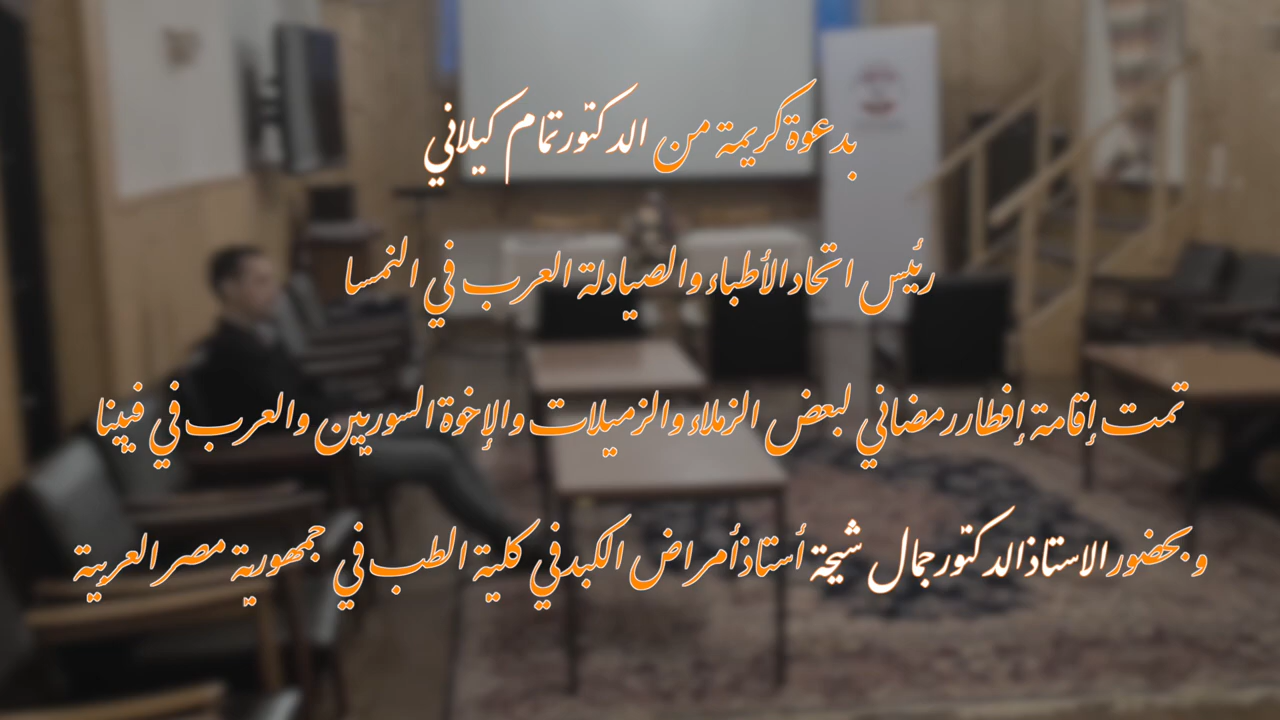 بدعوة كريمة من الدكتور تمام كيلاني
رئيس اتحاد الأطباء والصيادلة العرب في النمسا
تمت إقامة إفطار رمضاني لبعض الزملاء والزميلات والإخوة السوريين والعرب في فيينا
وبحضور الاستاذ الدكتور جمال شيحة أستاذ أمراض الكبد في كلية الطب في جمهورية مصر العربية